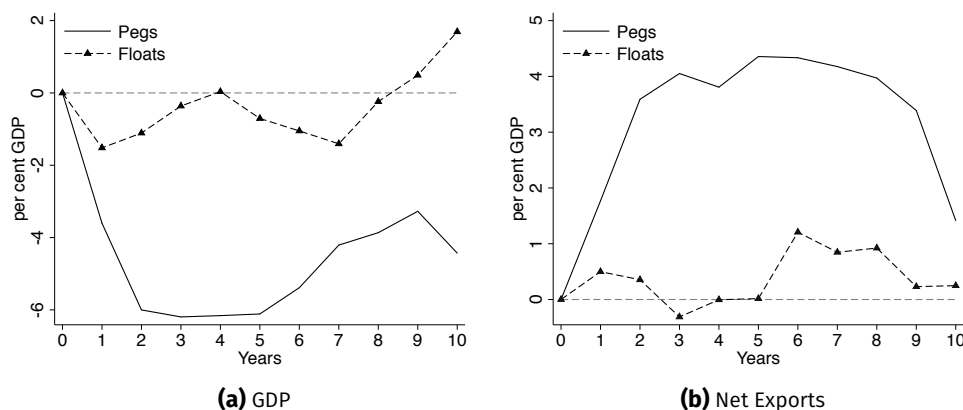 Pegs
Floats
per cent GDP
2
0
-2
-4
-6
0 1 2 3 4 5 6 7 8 9 10
Years
(a) GDP
Pegs
Floats
per cent GDP
5
4
3
2
1
0
0 1 2 3 4 5 6 7 8 9 10
Years
(b) Net Exports